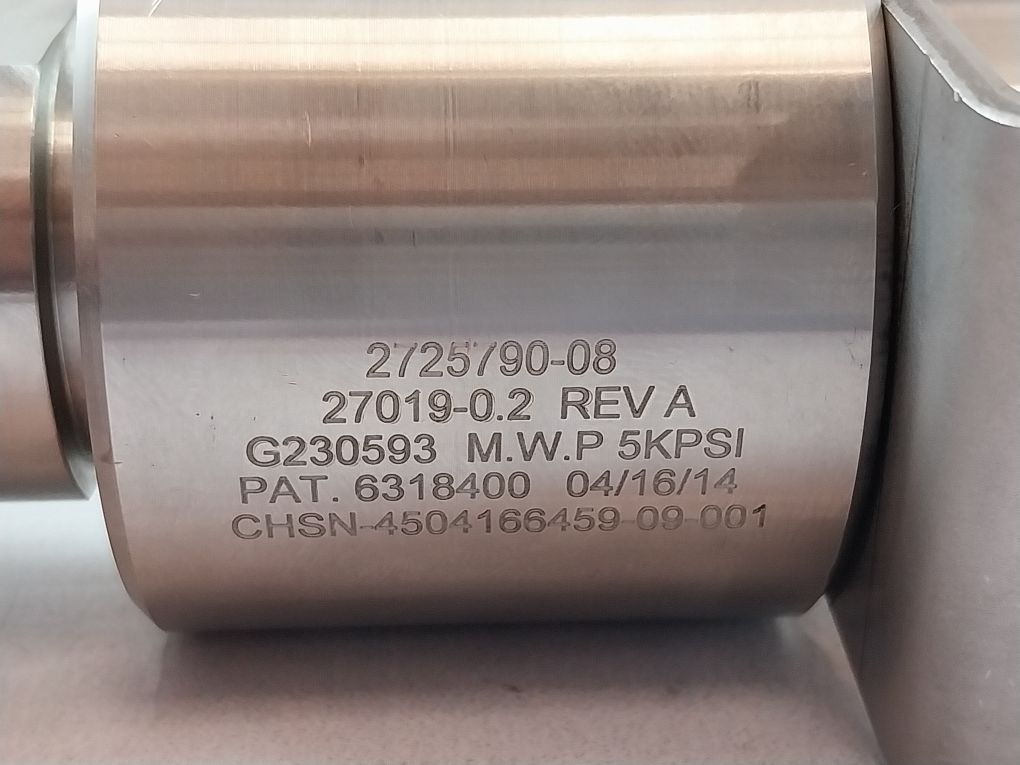 2725790-08
27019-0.2 REV A
G230593 M.W.P 5KPSI
PAT. 6318400 04/16/14
CHSN-4504166459-09-001